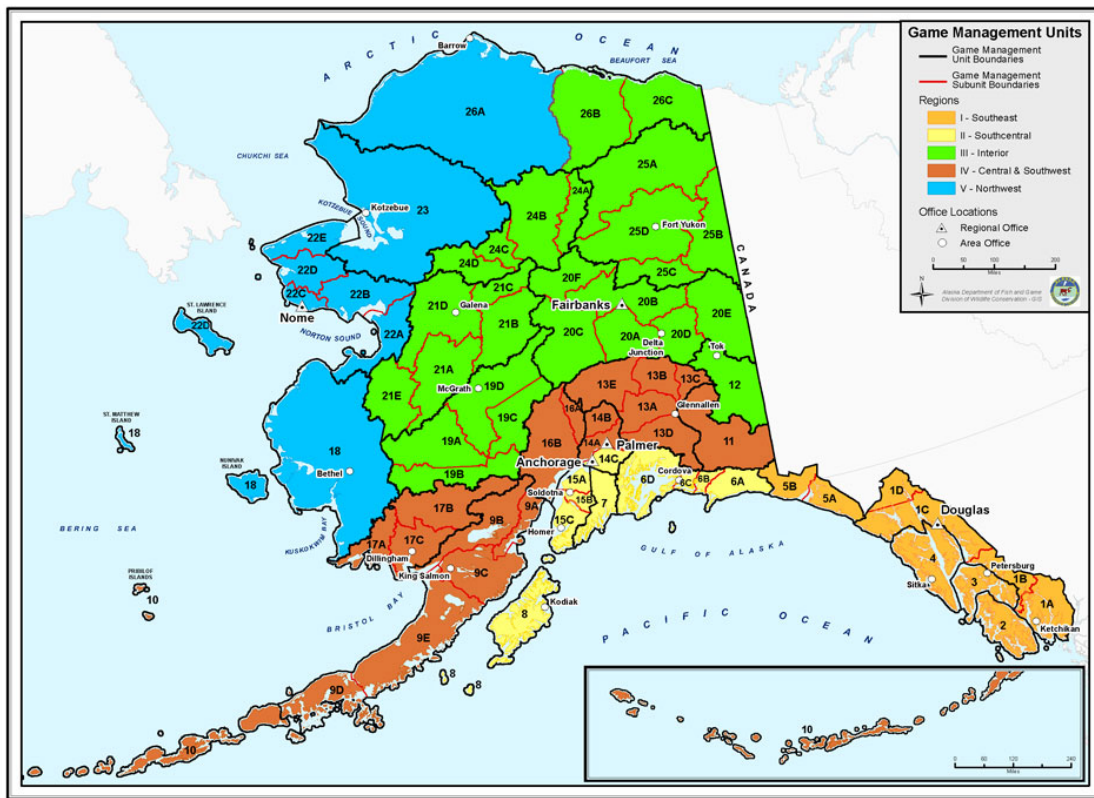 Game Management Units
Game Management
Unit Boundaries
Game Management
Subunit Boundaries
Regions
I - Southeast
II - Southcentral
III - Interior
IV - Central & Southwest
V - Northwest
Office Locations
Regional Office
Area Office
0
200
Miles
N
Alaska Department of Fish and Game
Division of Wildlife Conservation - GIS
ARCTIC OCEAN
BEAUFORT SEA
Barrow
26A
26B
26C
CHUKCHI SEA
25A
23
24A
24B
Kotzebue
KOTZEBUE SOUND
Fort Yukon
25D
25B
CANADA
22E
24C
24D
22D
25C
20F
22C
22B
21C
21D
Galena
Nome
NORTON SOUND
ST. LAWRENCE
ISLAND
22D
22A
21B
Fairbanks
20B
20E
20C
20A
20D
Delta
Junction
Tok
21A
McGrath
19D
21E
19C
12
13E
13B
13C
16A
14B
13A
Glennallen
19A
16B
14A
Palmer
13D
11
ST. MATTHEW
ISLAND
18
18
Bethel
19B
Anchorage
14C
NUNIVAK
ISLAND
18
15A
Soldotna
15B
7
6D
Cordova
6C
6B
6A
5B
5A
1D
1C
Douglas
BERING SEA
KUSKOKWIM BAY
17B
9B
9A
15C
Homer
17A
17C
Dillingham
King Salmon
9C
GULF OF ALASKA
4
Sitka
3
Petersburg
1B
1A
2
Ketchikan
PRIBILOF
ISLANDS
10
BRISTOL BAY
8
Kodiak
9E
PACIFIC OCEAN
8
8
9D
10
10
0
60
120
240
Miles